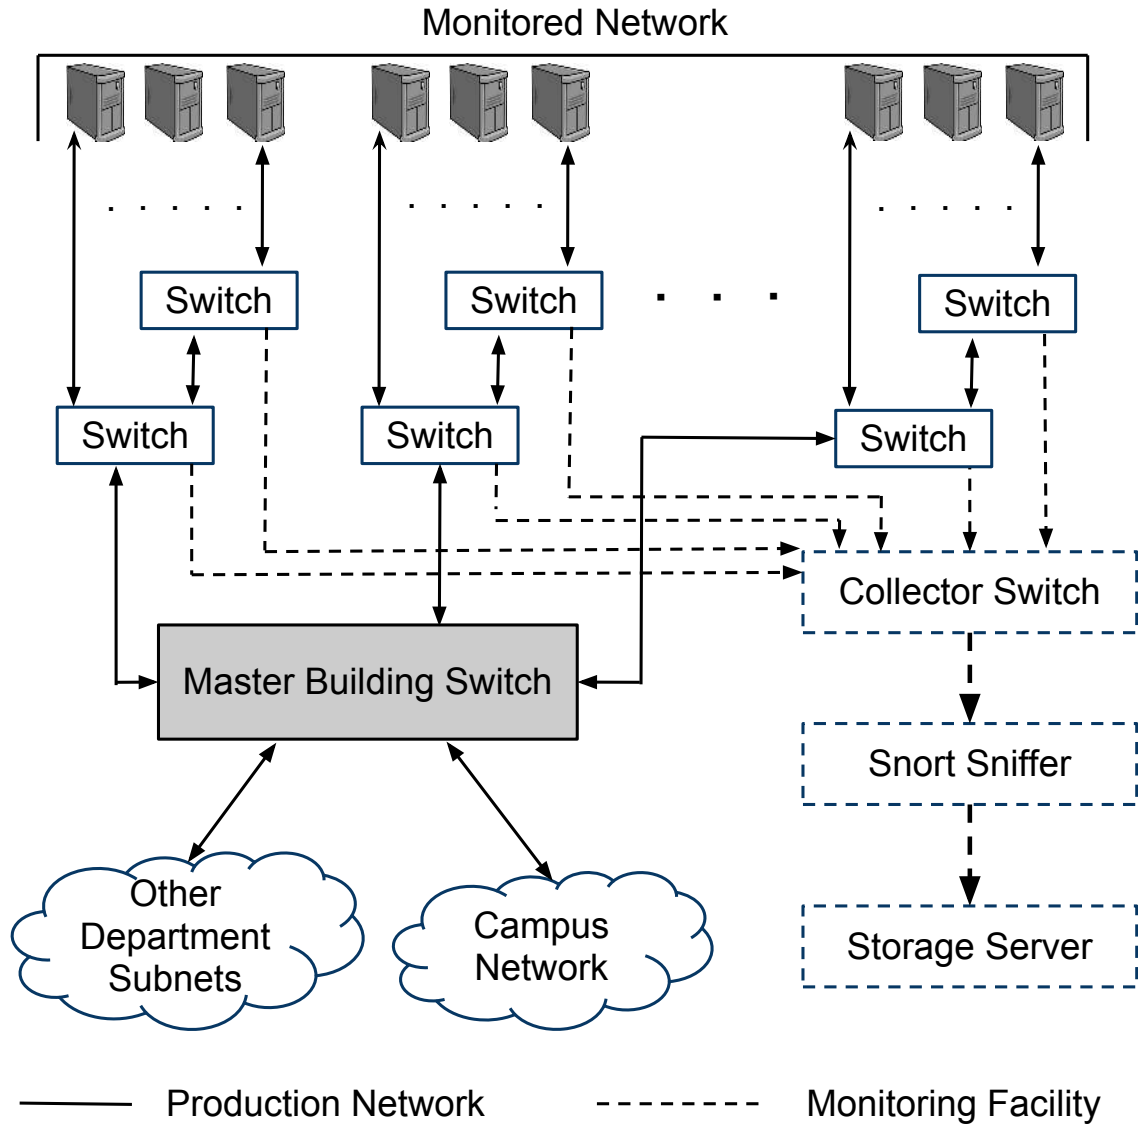 Monitored Network
Switch
Switch
Switch
Switch
Switch
Switch
Collector Switch
Master Building Switch
Snort Sniffer
Other
Department
Subnets
Campus
Network
Storage Server
Production Network
Monitoring Facility